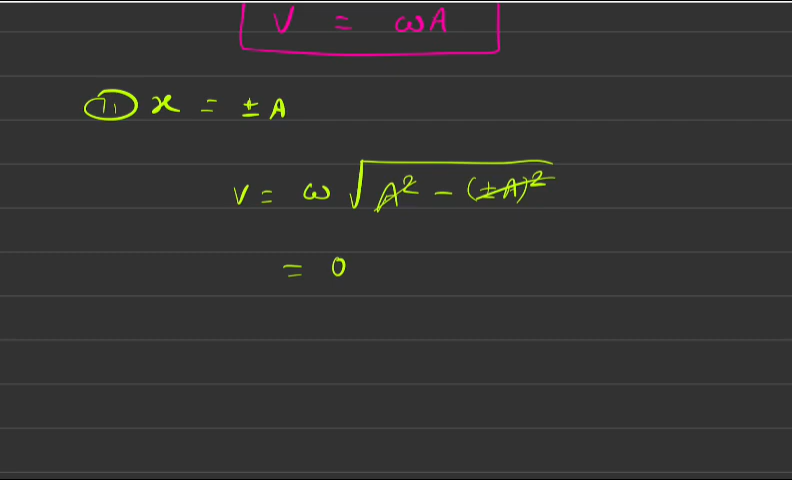 V = ωA
(ii) x = ± A
V = ω √(A² - (±A)²)
= 0